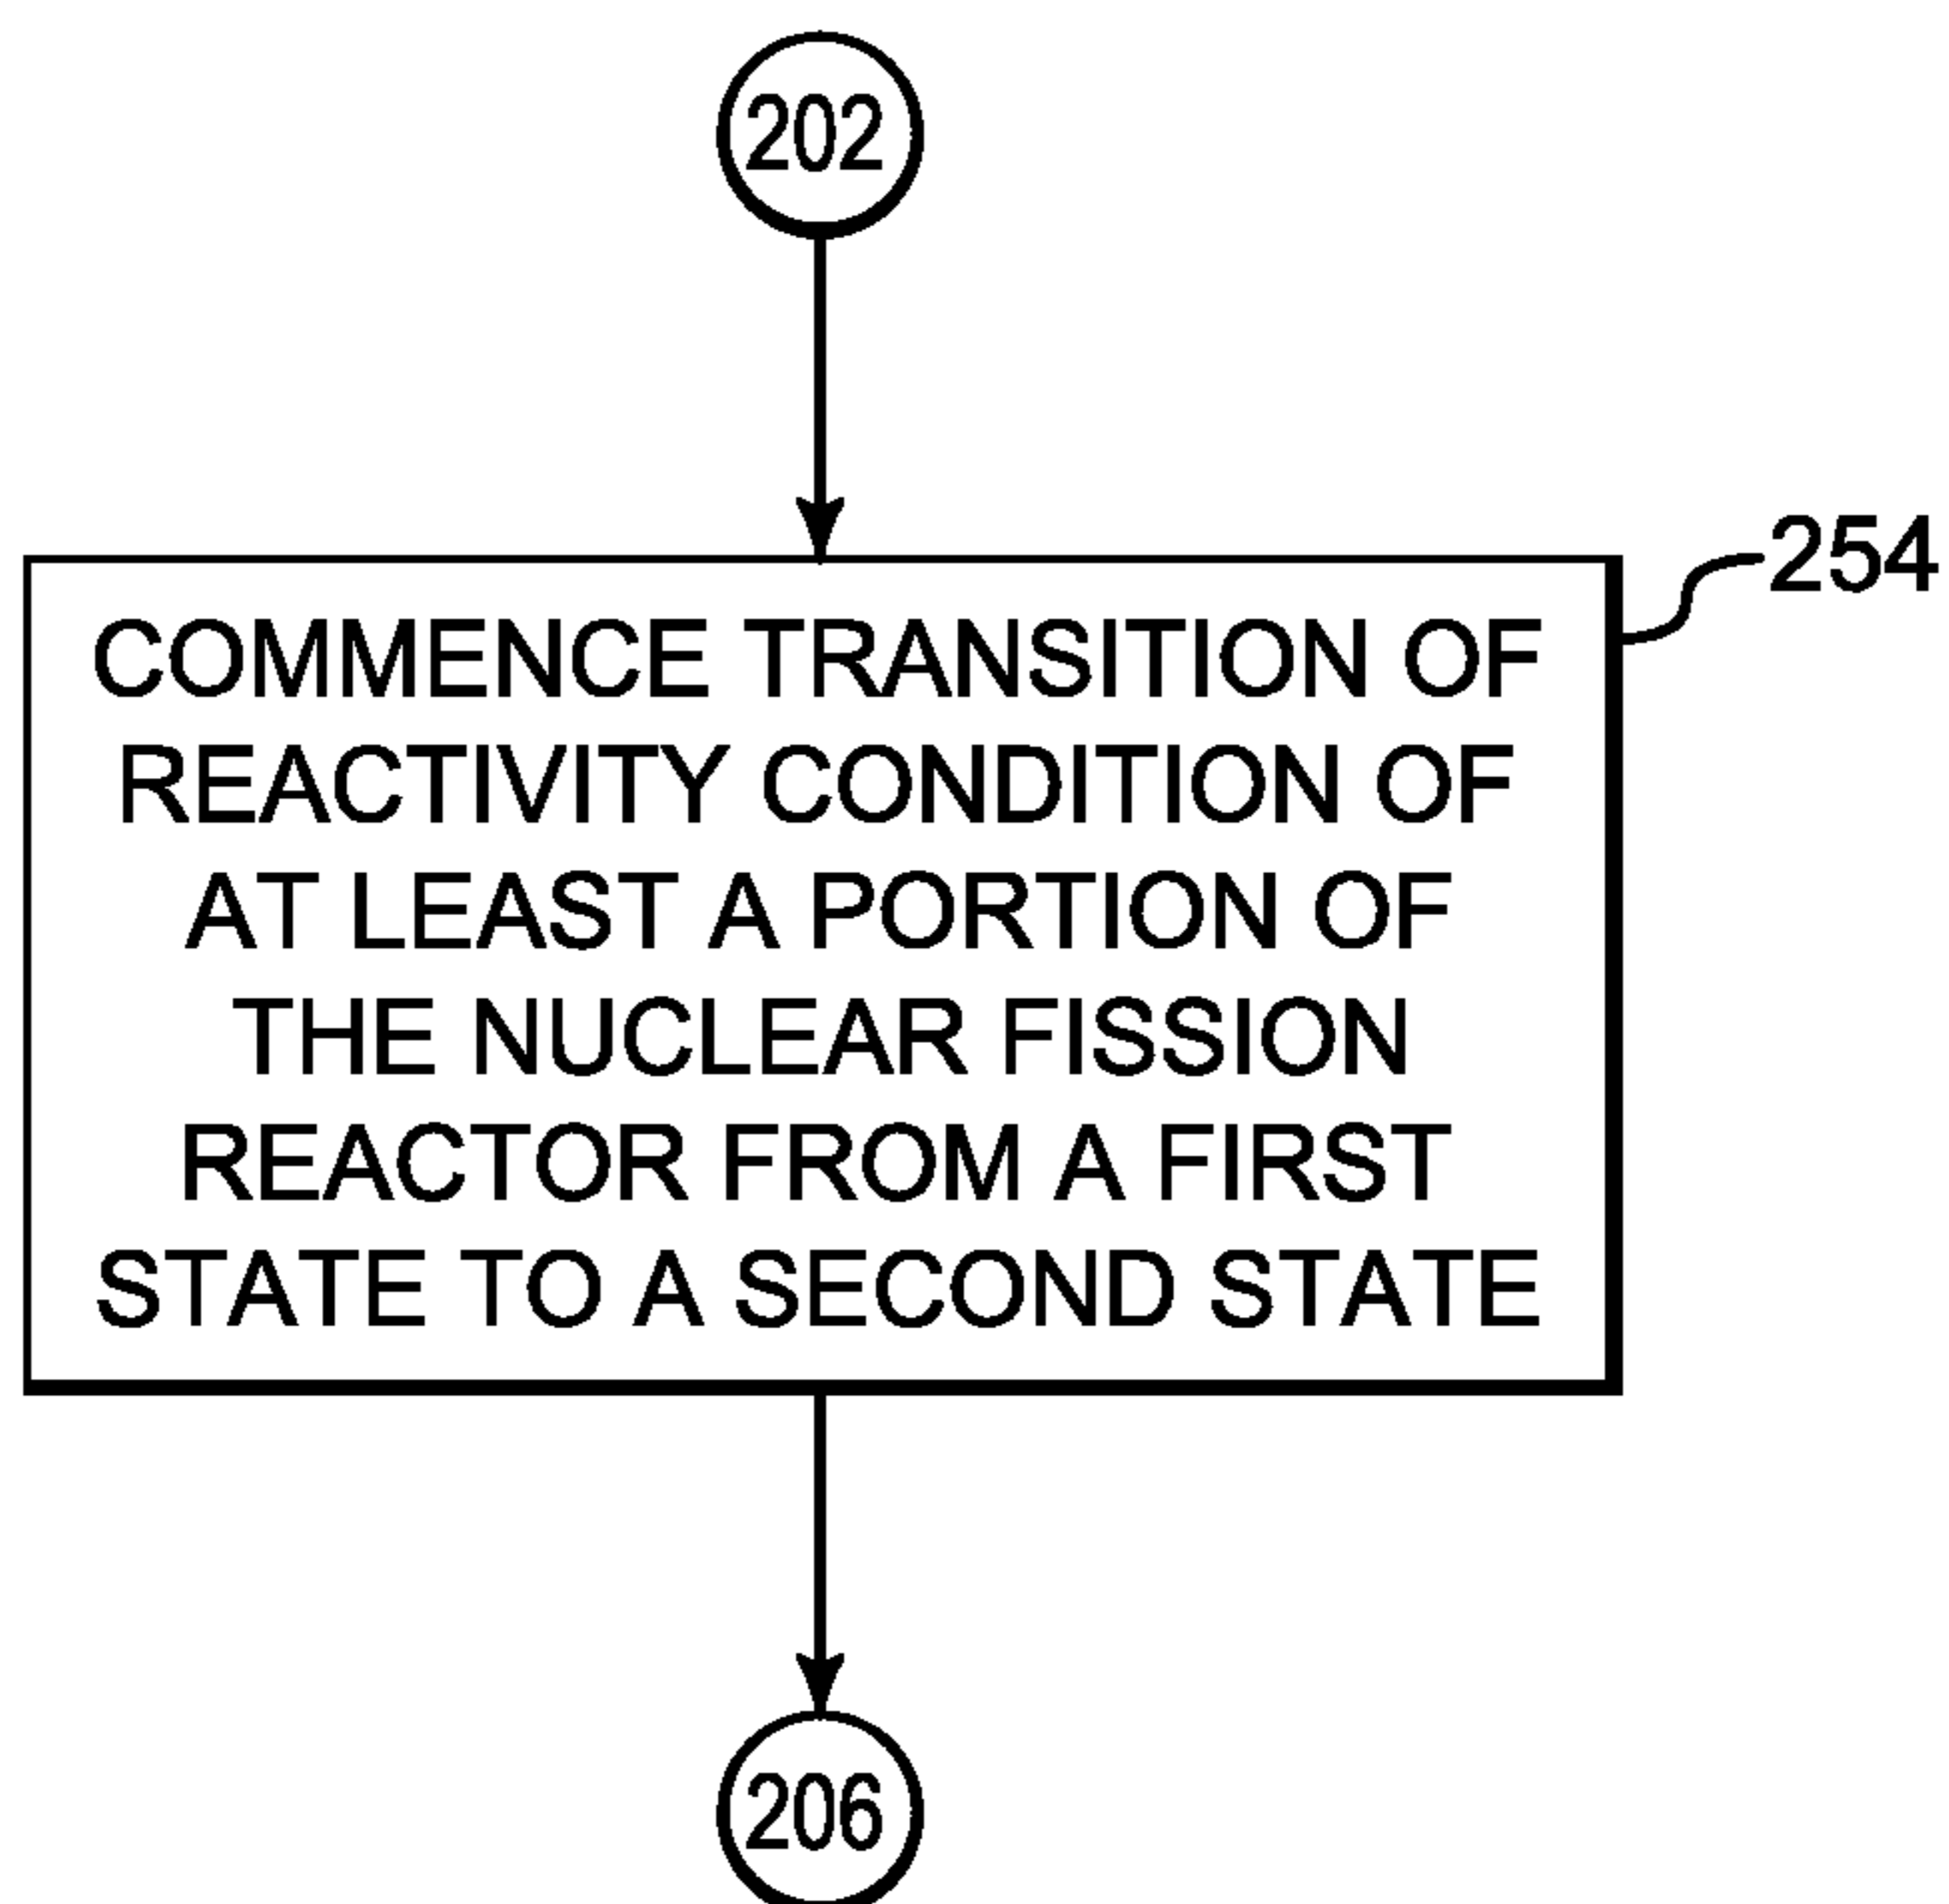 202
254
COMMENCE TRANSITION OF
REACTIVITY CONDITION OF
AT LEAST A PORTION OF
THE NUCLEAR FISSION
REACTOR FROM A FIRST
STATE TO A SECOND STATE
206